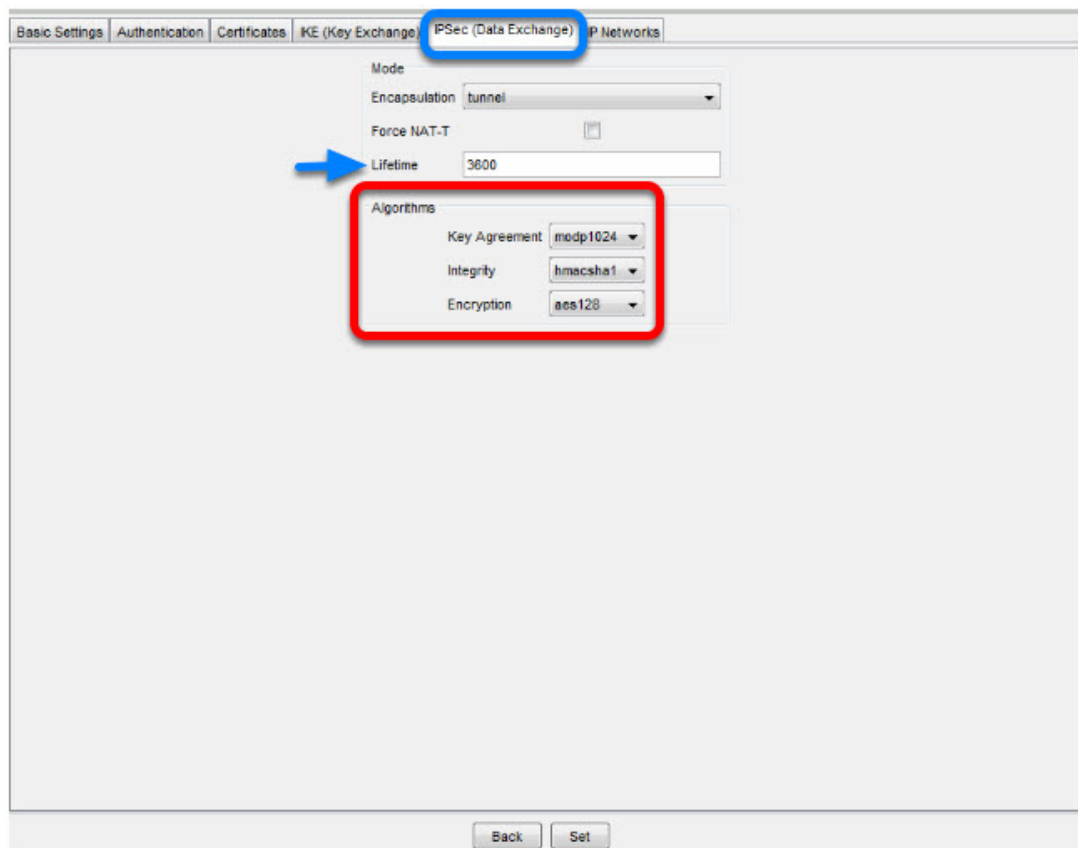 Basic Settings Authentication Certificates IKE (Key Exchange) IPSec (Data Exchange) IP Networks
Mode
Encapsulation tunnel
Force NAT-T
Lifetime 3600
Algorithms
Key Agreement modp1024
Integrity hmacsha1
Encryption aes128
Back Set